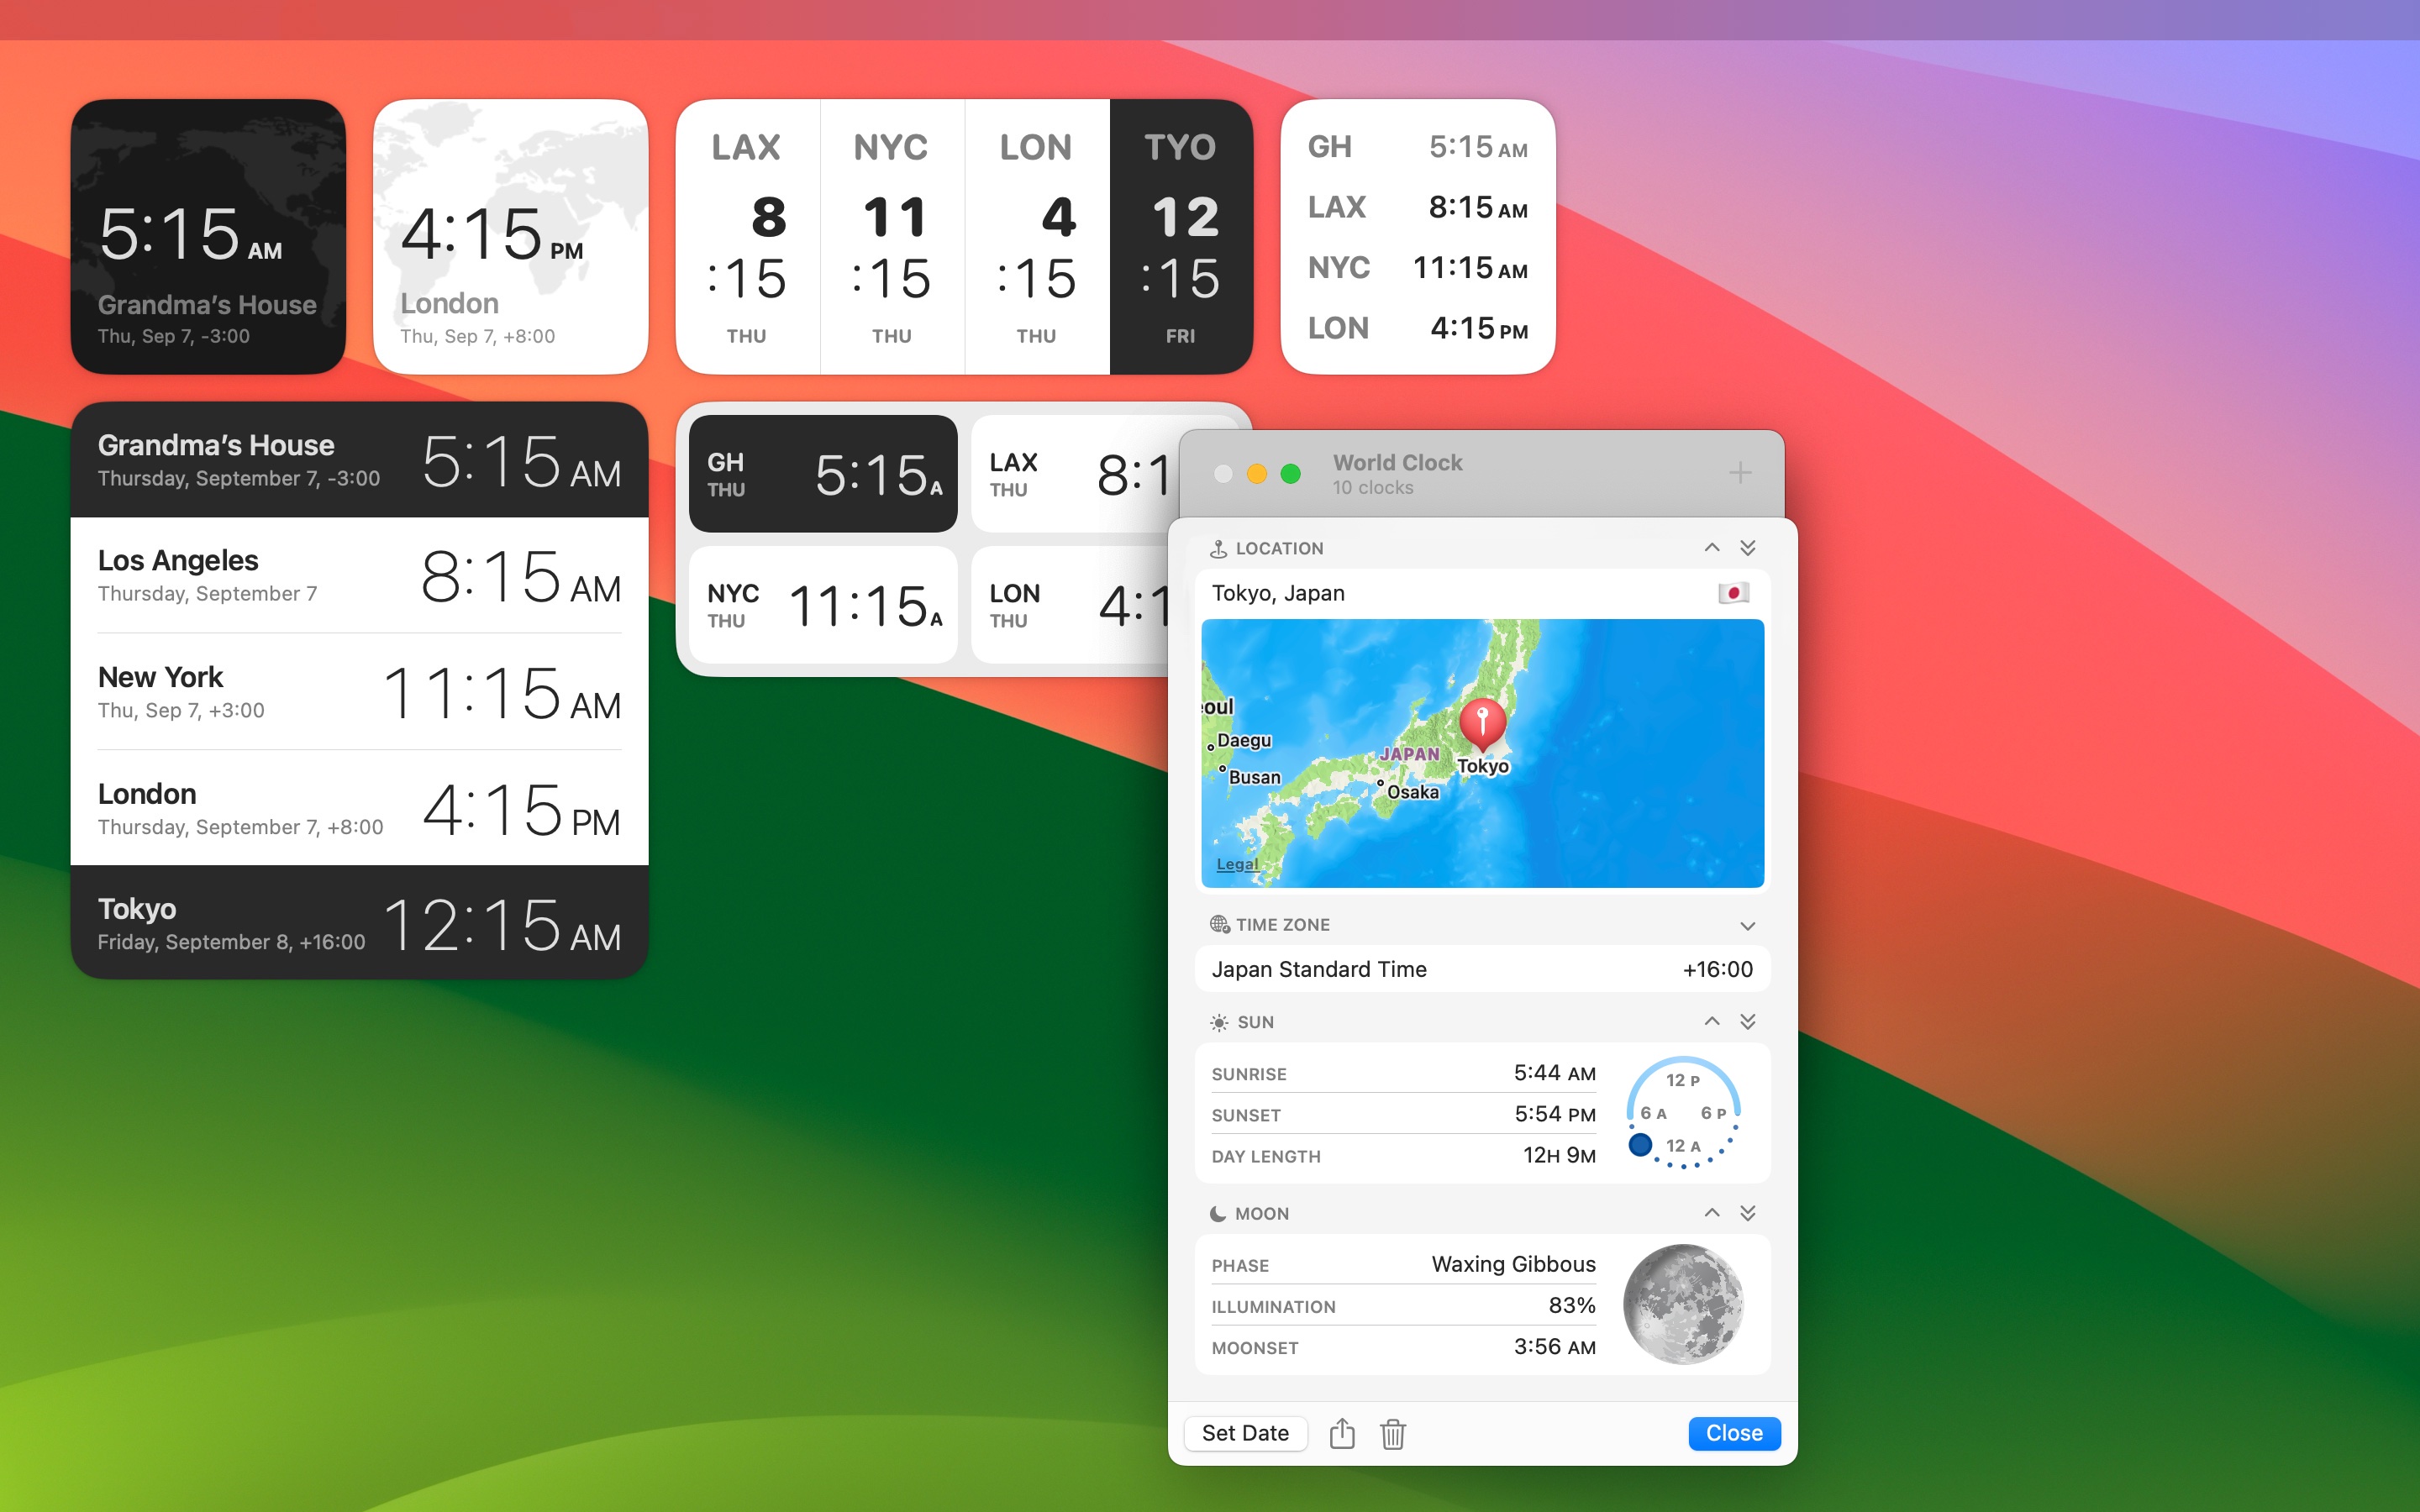 5:15 AM
Grandma’s House
Thu, Sep 7, -3:00
4:15 PM
London
Thu, Sep 7, +8:00
LAX
8
:15
THU
NYC
11
:15
THU
LON
4
:15
THU
TYO
12
:15
FRI
GH 5:15 AM
LAX 8:15 AM
NYC 11:15 AM
LON 4:15 PM
Grandma’s House 5:15 AM
Thursday, September 7, -3:00
Los Angeles 8:15 AM
Thursday, September 7
New York 11:15 AM
Thu, Sep 7, +3:00
London 4:15 PM
Thursday, September 7, +8:00
Tokyo 12:15 AM
Friday, September 8, +16:00
GH 5:15 A
THU
LAX 8:1
THU
NYC 11:15 A
THU
LON 4:1
THU
World Clock
10 clocks
LOCATION
Tokyo, Japan
eoul
Daegu
Busan
JAPAN
Tokyo
Osaka
Legal
TIME ZONE
Japan Standard Time +16:00
SUN
SUNRISE 5:44 AM
SUNSET 5:54 PM
DAY LENGTH 12H 9M
12 P
6 A 6 P
12 A
MOON
PHASE Waxing Gibbous
ILLUMINATION 83%
MOONSET 3:56 AM
Set Date
Close